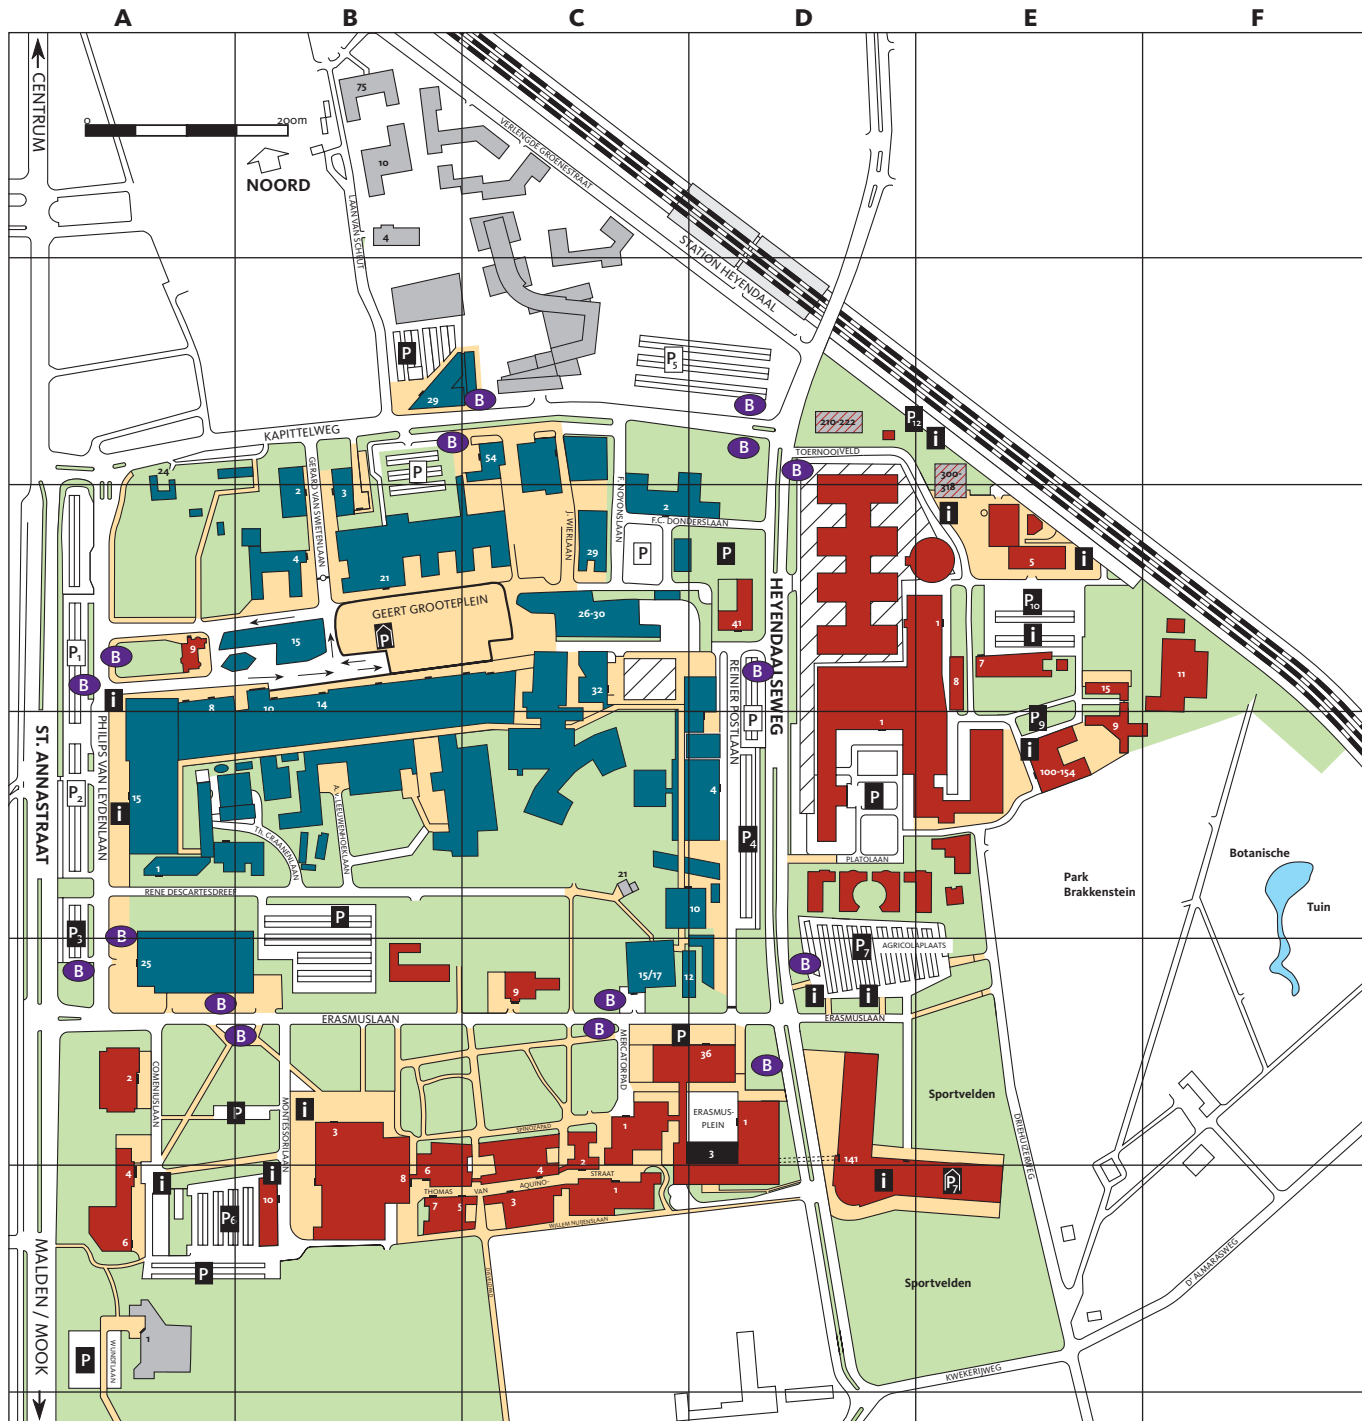 A B C D E F
CENTRUM
0 200m
NOORD
75
10
4
LAAN VAN SCHEUT
VERLENGDE GROENESTRAAT
STATION HEYENDAAL
P
P5
29
B
B
KAPITTELWEG
B
P
54
B
B
210-222
P12
i
TOERNOOIVELD
24
2
3
GERARD VAN SWIETENLAAN
4
21
J. WIERLAAN
29
F. NOYONSLAAN
2
F.C. DONDERSLAAN
P
P
300-318
i
5
i
GEERT GROOTEPLEIN
P
26-30
41
HEYENDAALSEWEG
1
P10
i
P1
B
9
15
B
i
8
10
14
32
REINIER POSTLAAN
B
P
8
7
15
11
1
P9
9
i
100-154
ST. ANNASTRAAT
PHILIPS VAN LEYDENLAAN
P2
15
i
1
Th. CRAANENLAAN
A.v. LEEUWENHOEKLAAN
4
P4
P
PLATOLAAN
RENE DESCARTESDREEF
21
10
Park
Brakkenstein
Botanische
Tuin
P3
B
B
25
B
P
9
15/17
12
B
B
P7
AGRICOLAPLAATS
i
i
ERASMUSLAAN
ERASMUSLAAN
B
B
P
36
B
MERCATORPAD
2
COMENIUSLAAN
P
MONTESSORILAAN
i
3
SPINOZAPAD
1
ERASMUS-
PLEIN
1
3
Sportvelden
DRIEHUIZERWEG
4
i
i
10
8
6
4
2
THOMAS VAN AQUINO- STRAAT
7
5
3
1
WILLEM NUIJENSLAAN
141
i
P7
6
P6
P
MALDEN / MOOK
1
P
WUNDTLAAN
Sportvelden
D'ALMARASWEG
KWEKERIJWEG